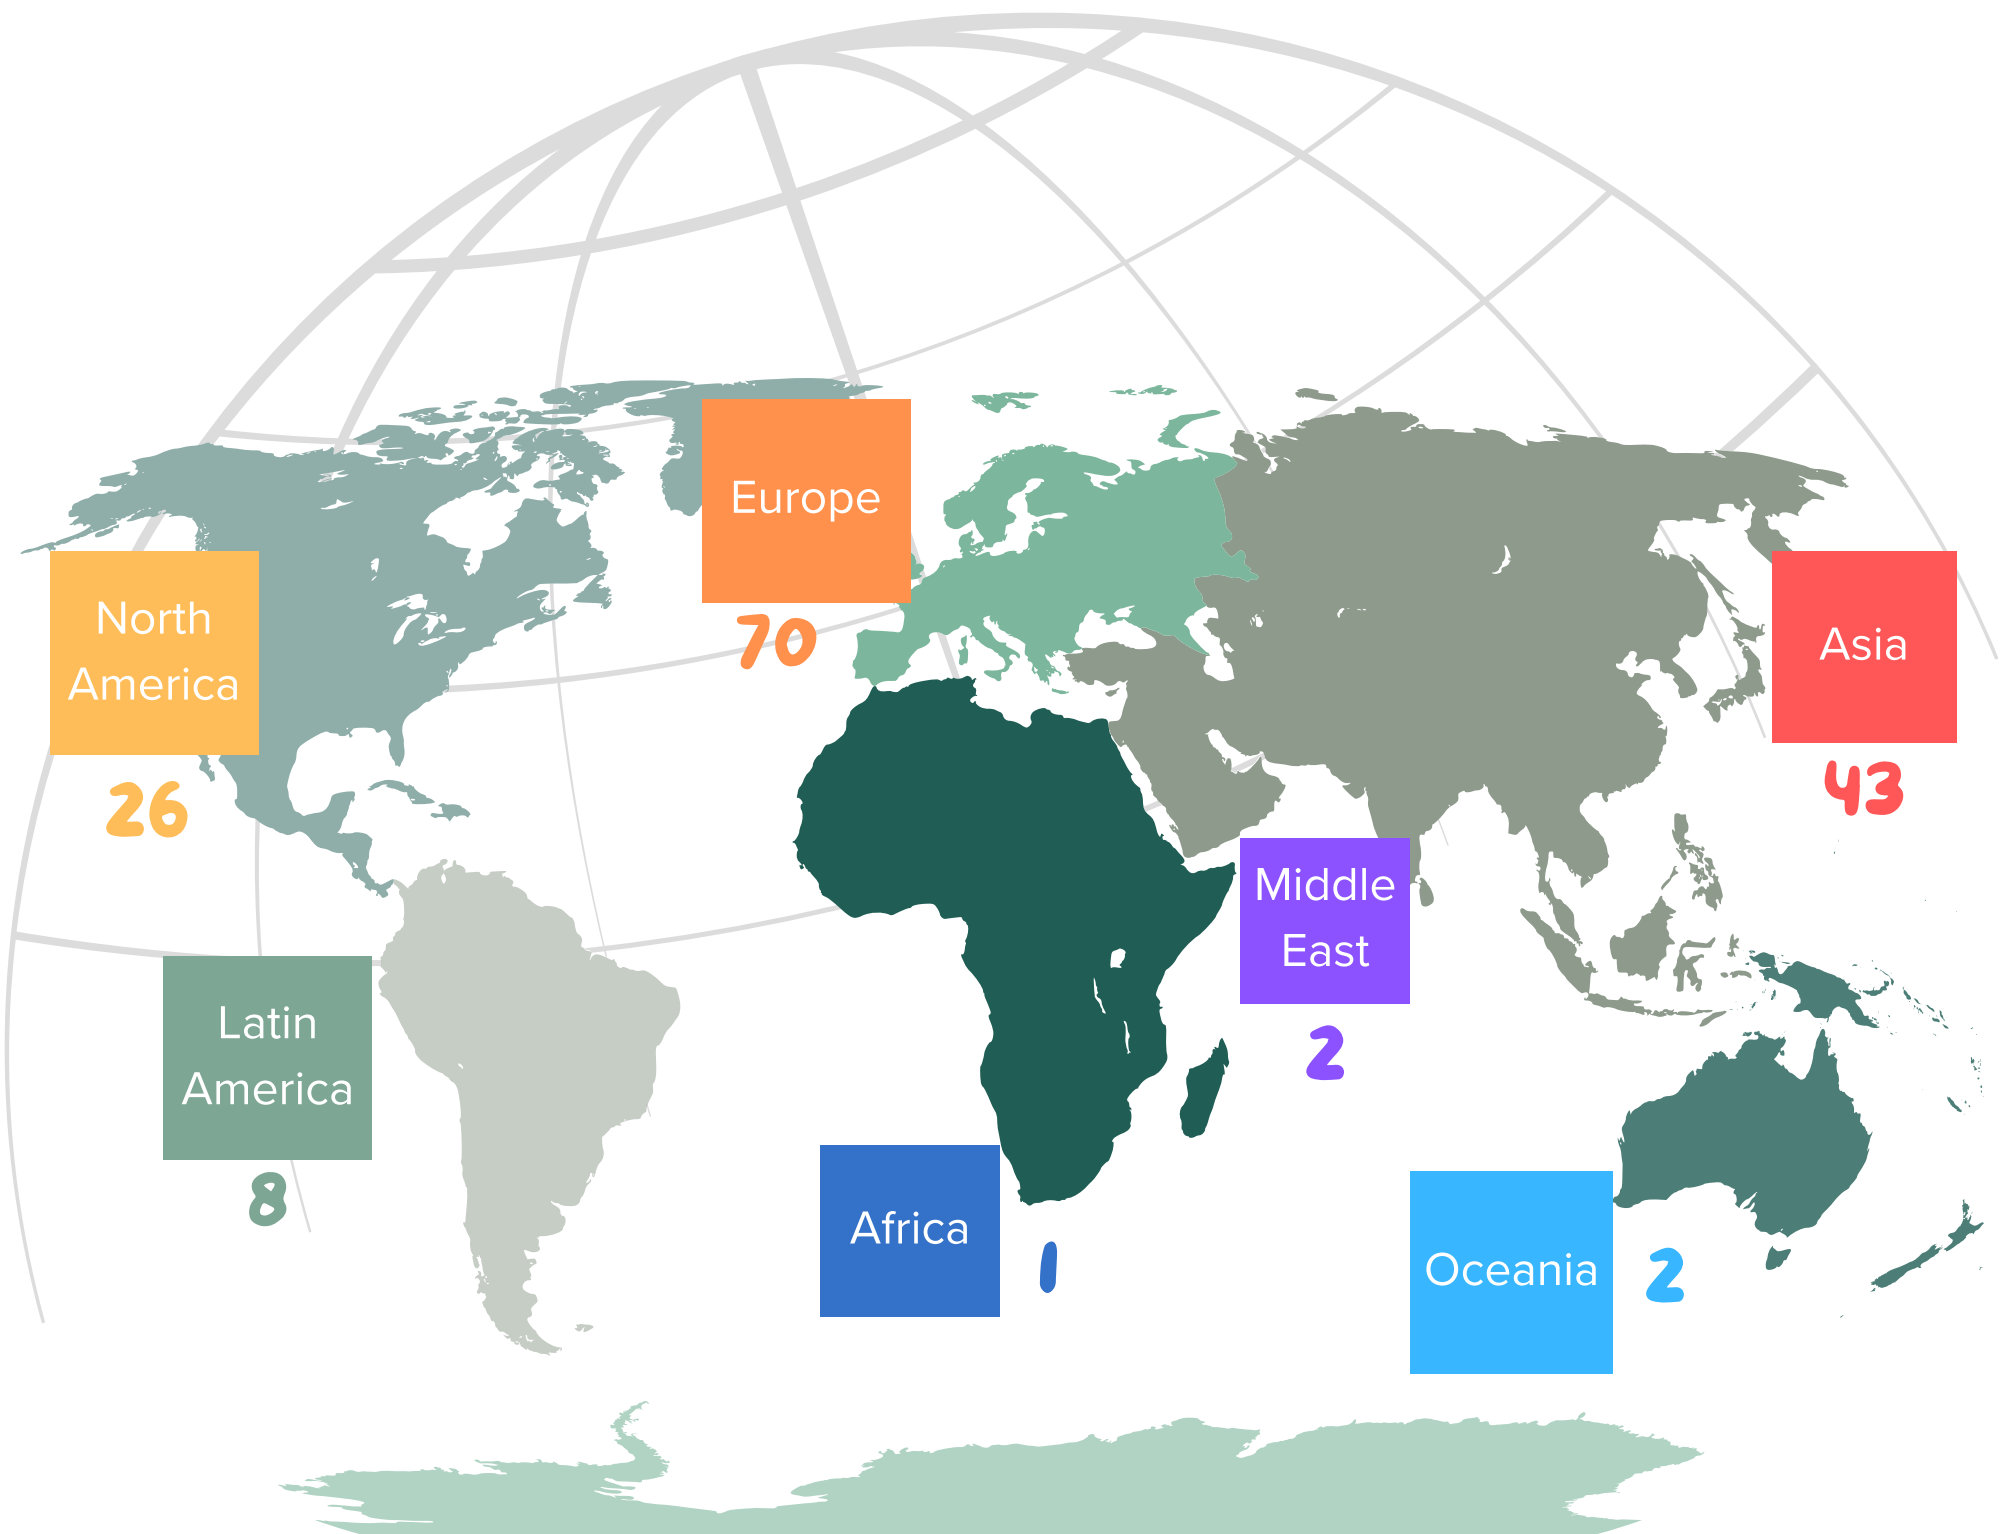 Europe
70
North
America
26
Asia
43
Middle
East
2
Latin
America
8
Africa
1
Oceania
2